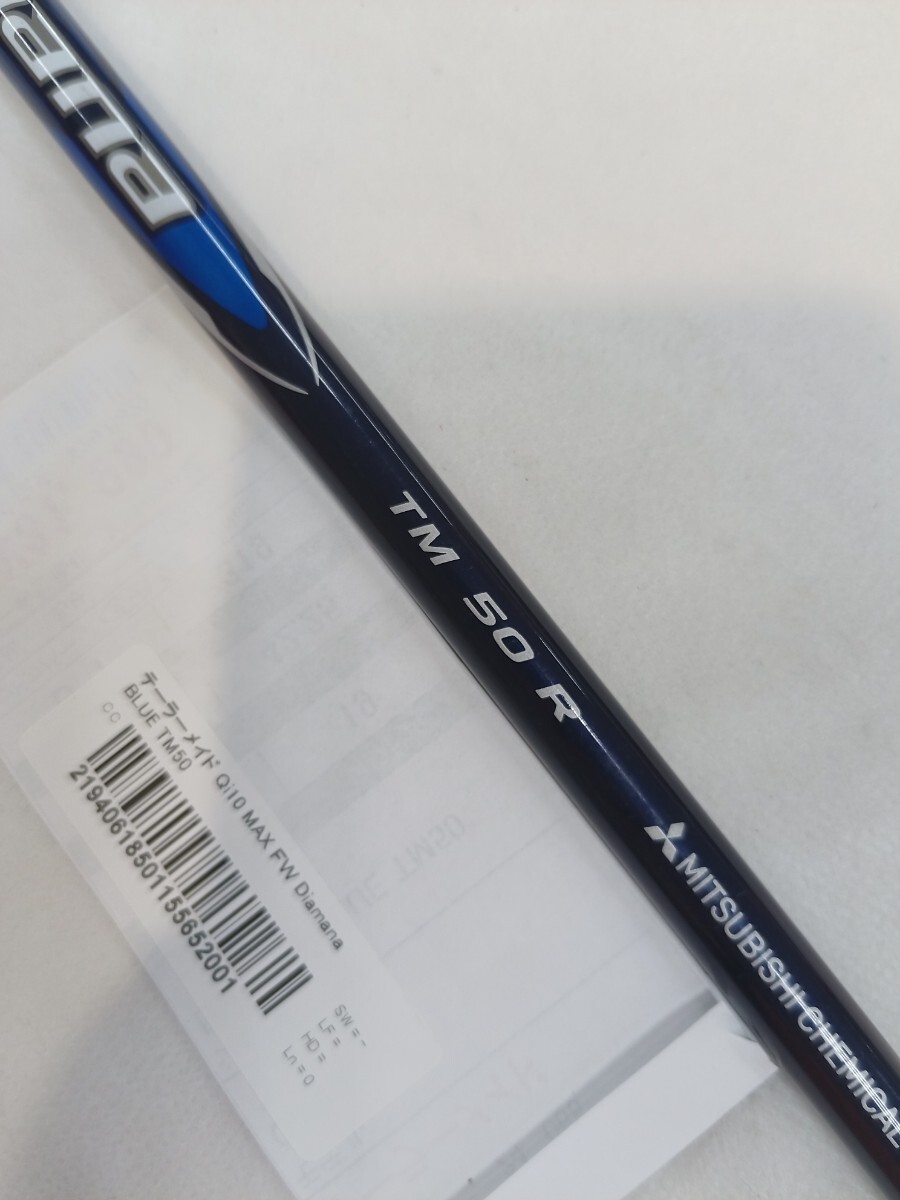 ana
TM 50 R
MITSUBISHI CHEMICAL
テーラーメイド Qi10 MAX FW Diamana
BLUE TM50
CC
21940618501155652001
SW = -
LF =
HD =
Ln = 0